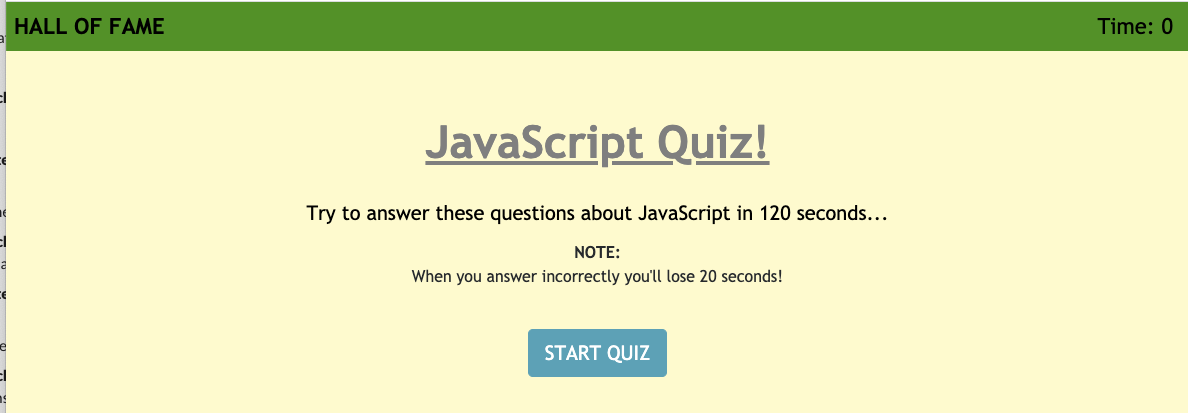 HALL OF FAME
Time: 0
JavaScript Quiz!
Try to answer these questions about JavaScript in 120 seconds...
NOTE:
When you answer incorrectly you'll lose 20 seconds!
START QUIZ